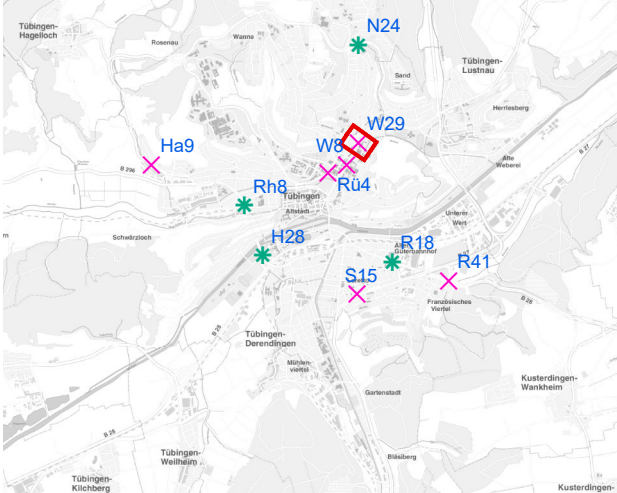 Tübingen-
Hagelloch
N24
Rosenau
Wanne
Sand
Tübingen-
Lustnau
Herrlesberg
W29
B 27
Ha9
W8
Alte
Weberei
B 296
Rü4
Rh8
Tübingen
Altstadt
Unterer
Wert
Schwärzloch
H28
R18
Güterbahnhof
S15
R41
Französisches
Viertel
B 28
B 28
Tübingen-
Derendingen
Mühlen-
viertel
Gartenstadt
Kusterdingen-
Wankheim
B 28
Tübingen-
Weilheim
Bläsiberg
Tübingen-
Kilchberg
Kusterdingen-